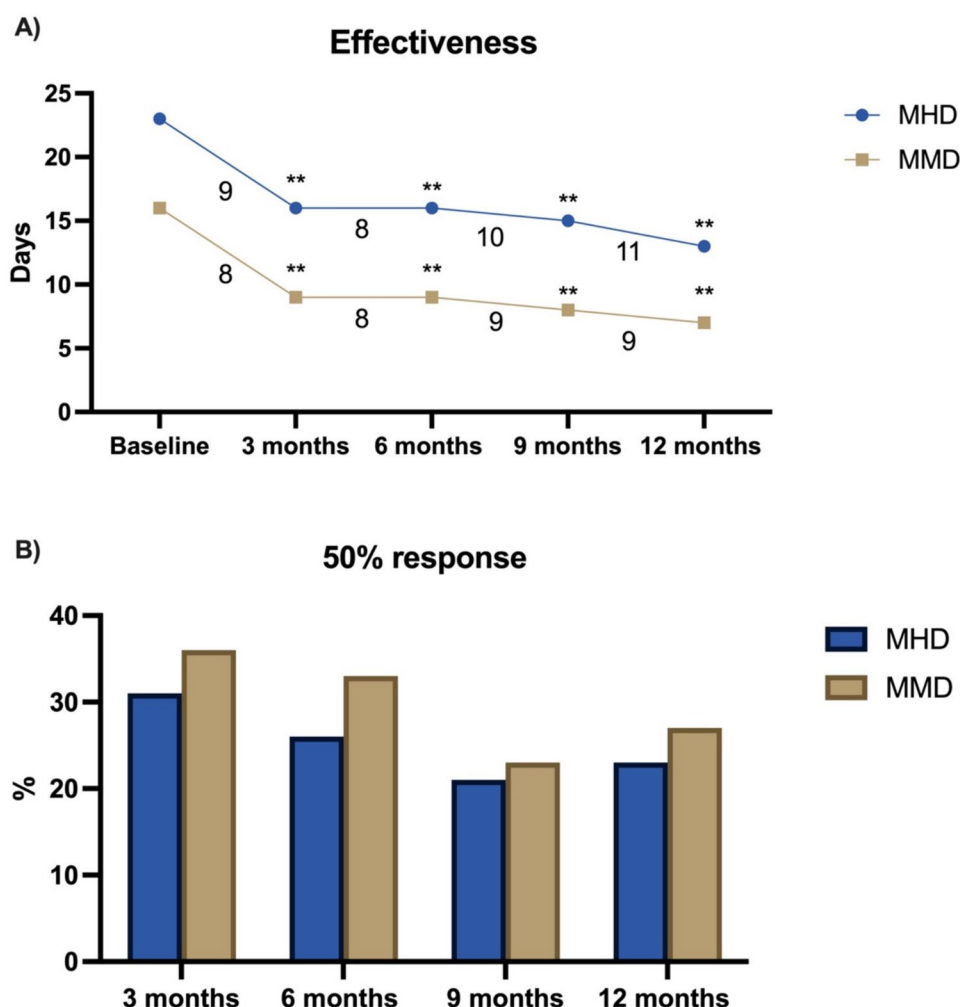 A)
Effectiveness
25
20
15
10
5
0
Days
9
**
8
**
10
**
11
**
8
**
8
**
9
**
9
**
Baseline 3 months 6 months 9 months 12 months
MHD
MMD
B)
50% response
40
30
20
10
0
%
3 months 6 months 9 months 12 months
MHD
MMD